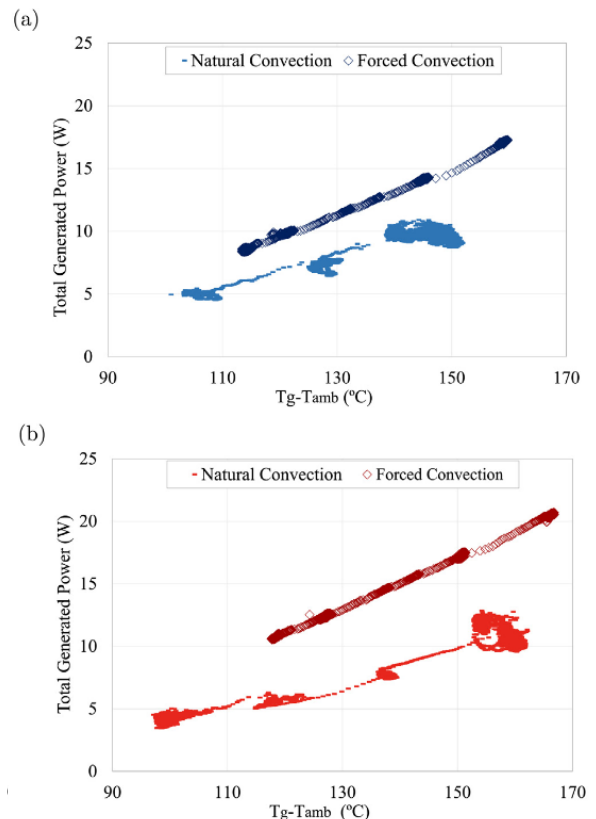 (a)
25
Natural Convection ◇ Forced Convection
20
15
10
5
0
90 110 130 150 170
Total Generated Power (W)
Tg-Tamb (ºC)
(b)
25
Natural Convection ◇ Forced Convection
20
15
10
5
0
90 110 130 150 170
Total Generated Power (W)
Tg-Tamb (ºC)